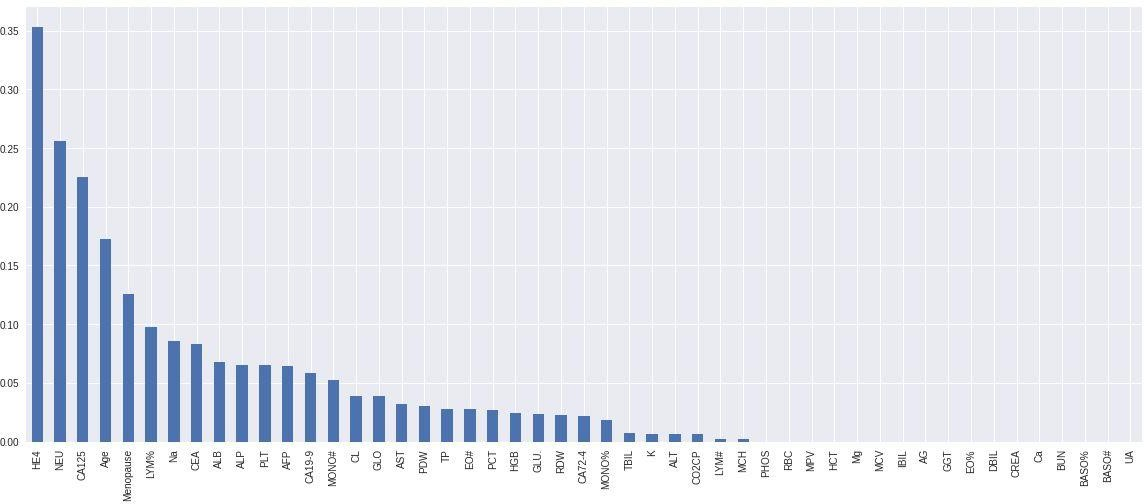 0.35
0.30
0.25
0.20
0.15
0.10
0.05
0.00
HE4
NEU
CA125
Age
Menopause
LYM%
Na
CEA
ALB
ALP
PLT
AFP
CA19-9
MONO#
CL
GLO
AST
PDW
TP
EO#
PCT
HGB
GLU.
RDW
CA72-4
MONO%
TBIL
K
ALT
CO2CP
LYM#
MCH
PHOS
RBC
MPV
HCT
Mg
MCV
IBIL
AG
GGT
EO%
DBIL
CREA
Ca
BUN
BASO%
BASO#
UA